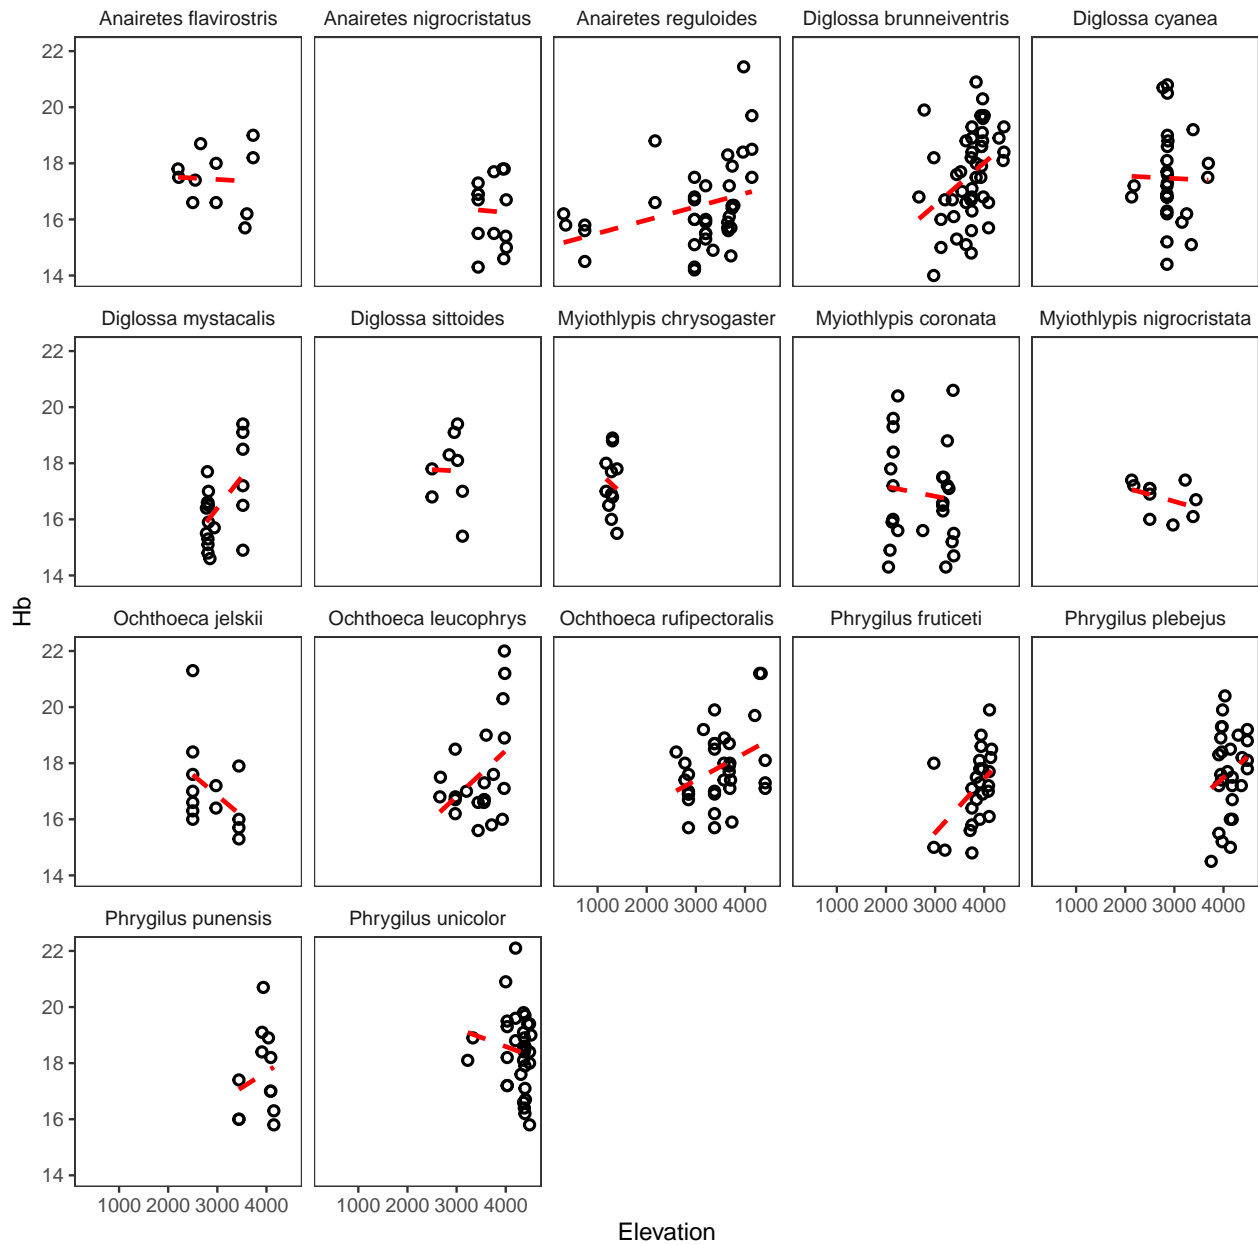 Anairetes flavirostris Anairetes nigrocristatus Anairetes reguloides Diglossa brunneiventris Diglossa cyanea
22
20
18
16
14
Diglossa mystacalis Diglossa sittoides Myiothlypis chrysogaster Myiothlypis coronata Myiothlypis nigrocristata
22
20
18
16
14
Hb
Ochthoeca jelskii Ochthoeca leucophrys Ochthoeca rufipectoralis Phrygilus fruticeti Phrygilus plebejus
22
20
18
16
14
1000 2000 3000 4000 1000 2000 3000 4000 1000 2000 3000 4000
Phrygilus punensis Phrygilus unicolor
22
20
18
16
14
1000 2000 3000 4000 1000 2000 3000 4000
Elevation